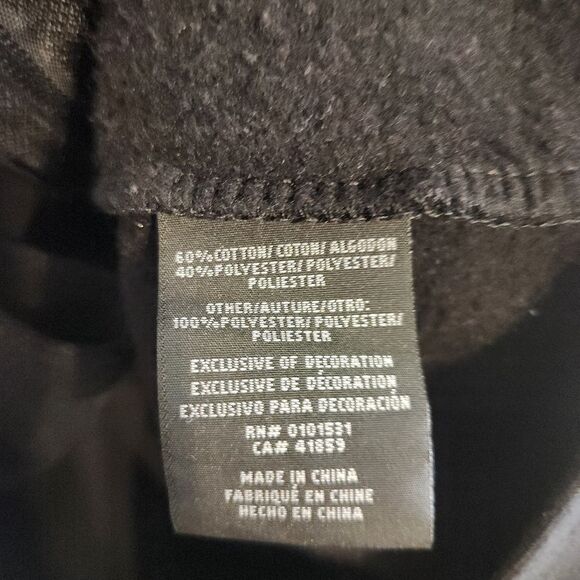 60% COTTON/ COTON/ ALGODON
40% POLYESTER/ POLYESTER/
POLIESTER
OTHER/AUTURE/OTRO:
100% POLYESTER/ POLYESTER/
POLIESTER
EXCLUSIVE OF DECORATION
EXCLUSIVE DE DÉCORATION
EXCLUSIVO PARA DECORACIÓN
RN# 0101531
CA# 41859
MADE IN CHINA
FABRIQUÉ EN CHINE
HECHO EN CHINA